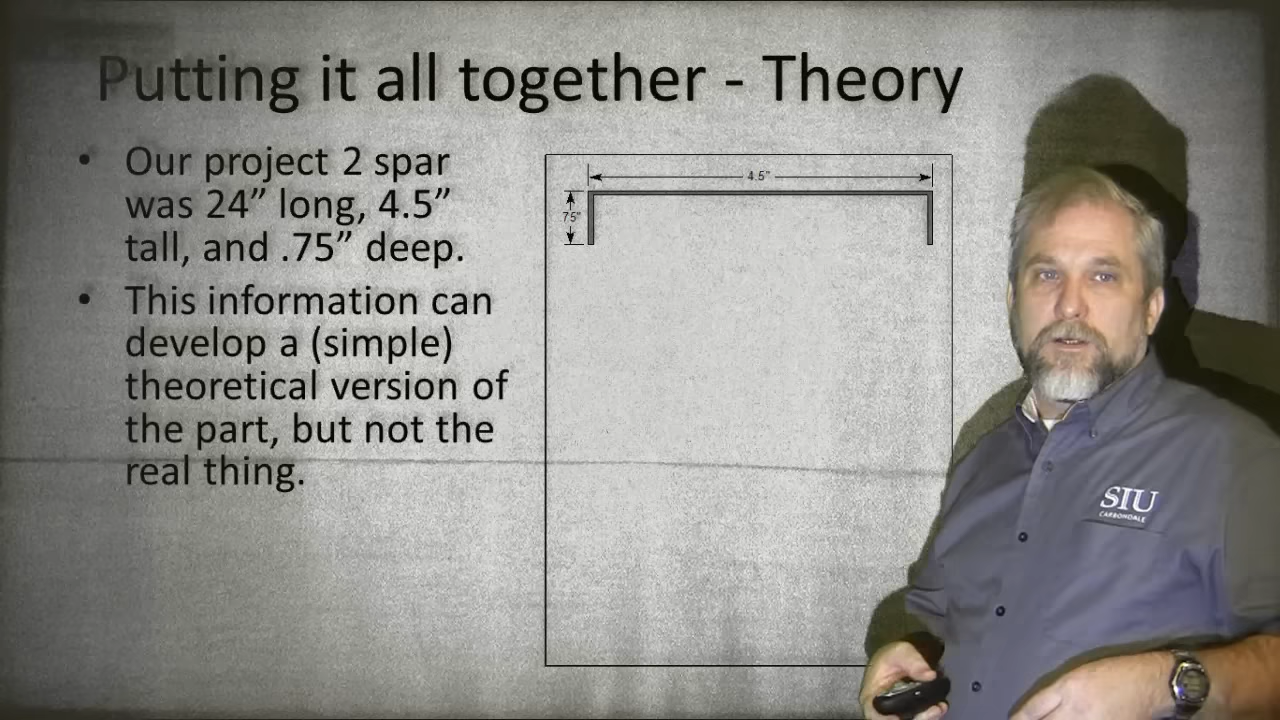 Putting it all together - Theory
• Our project 2 spar
was 24” long, 4.5”
tall, and .75” deep.
• This information can
develop a (simple)
theoretical version of
the part, but not the
real thing.
4.5"
.75"
SIU
CARBONDALE